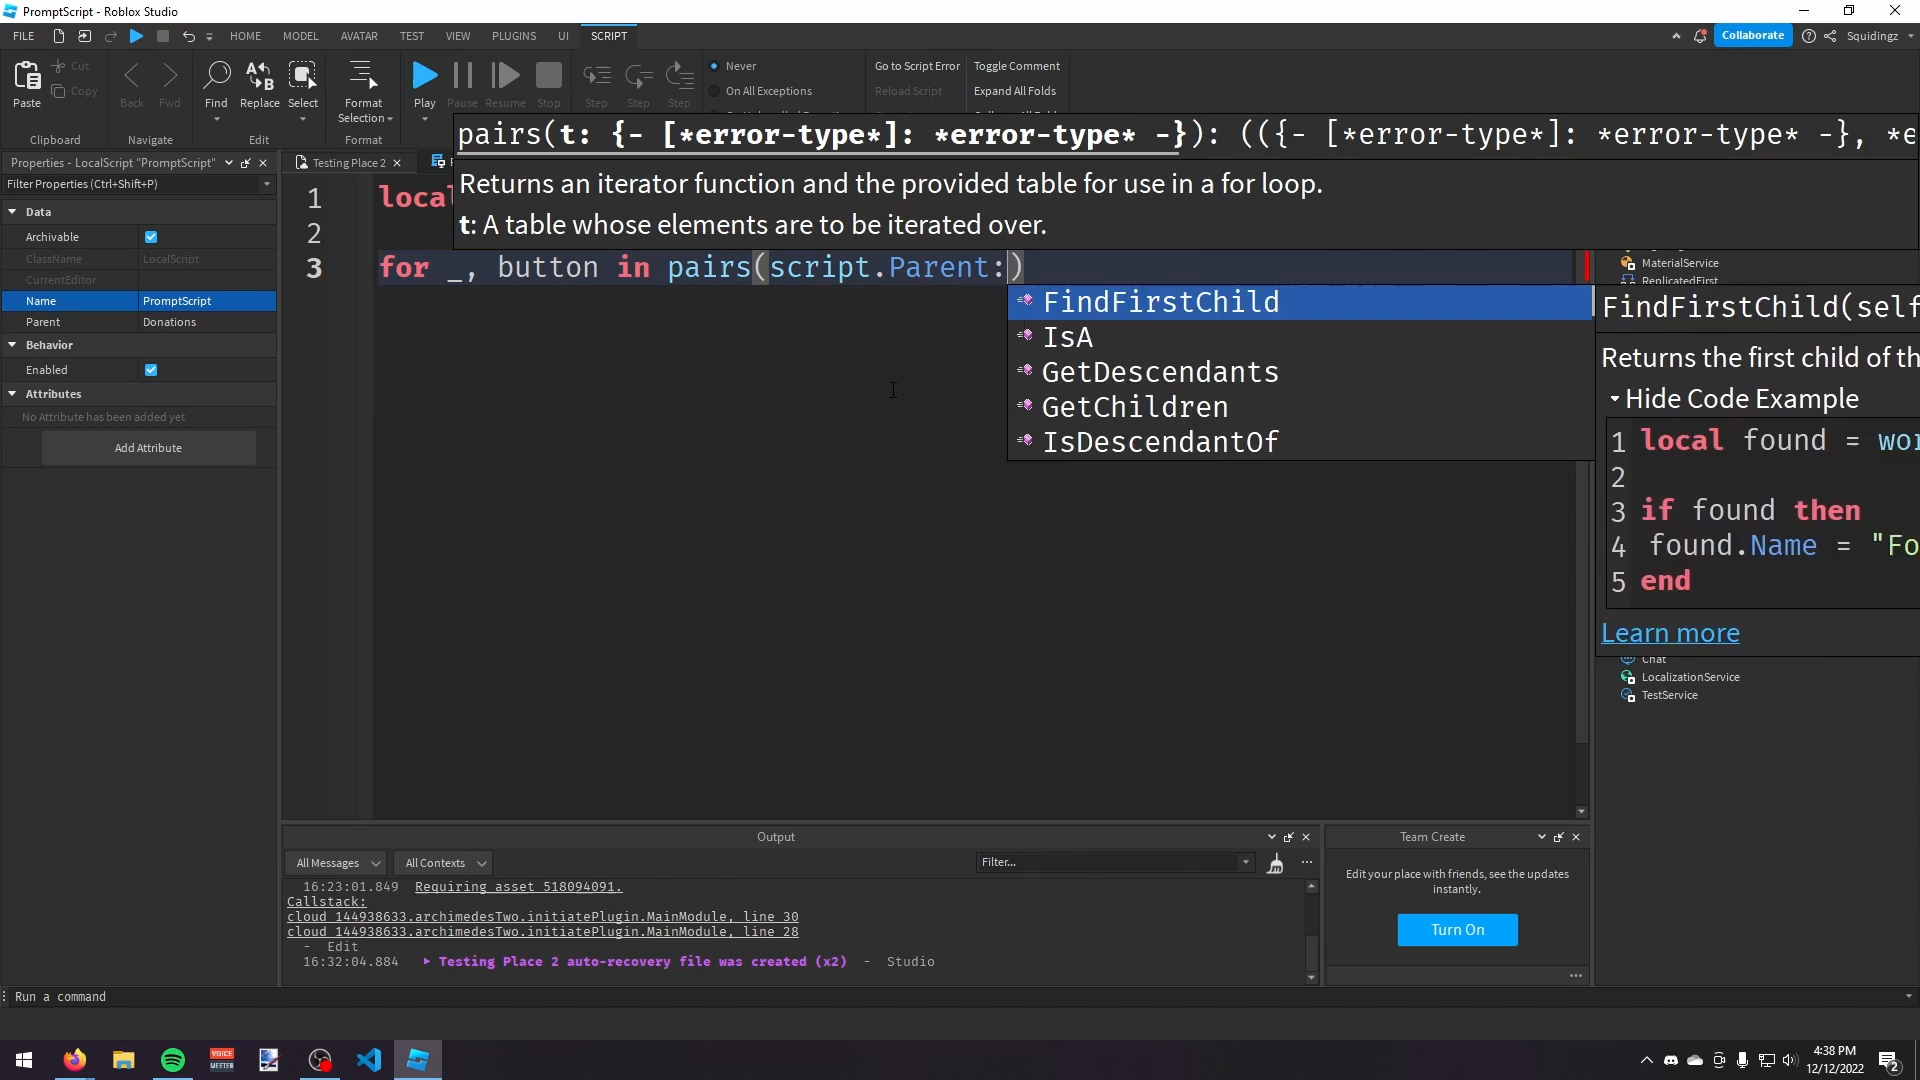 PromptScript - Roblox Studio
FILE
HOME
MODEL
AVATAR
TEST
VIEW
PLUGINS
UI
SCRIPT
Collaborate
Squidingz
Paste
Cut
Copy
Clipboard
Back
Fwd
Navigate
Find
Replace
Select
Edit
Format
Selection
Format
Play
Pause
Resume
Stop
Step
Step
Step
Never
On All Exceptions
Go to Script Error
Reload Script
Toggle Comment
Expand All Folds
pairs(t: {- [*error-type*]: *error-type* -}): (({- [*error-type*]: *error-type* -}, *e
Returns an iterator function and the provided table for use in a for loop.
t: A table whose elements are to be iterated over.
Properties - LocalScript "PromptScript"
Filter Properties (Ctrl+Shift+P)
Data
Archivable
ClassName LocalScript
CurrentEditor
Name PromptScript
Parent Donations
Behavior
Enabled
Attributes
No Attribute has been added yet
Add Attribute
Testing Place 2
1 local
2
3 for _, button in pairs(script.Parent:)
FindFirstChild
IsA
GetDescendants
GetChildren
IsDescendantOf
MaterialService
ReplicatedFirst
FindFirstChild(self
Returns the first child of th
Hide Code Example
1 local found = wor
2
3 if found then
4 found.Name = "Fo
5 end
Learn more
Chat
LocalizationService
TestService
Output
All Messages
All Contexts
Filter...
16:23:01.849 Requiring asset 518094091.
Callstack:
cloud_144938633.archimedesTwo.initiatePlugin.MainModule, line 30
cloud_144938633.archimedesTwo.initiatePlugin.MainModule, line 28
- Edit
16:32:04.884 Testing Place 2 auto-recovery file was created (x2) - Studio
Team Create
Edit your place with friends, see the updates
instantly.
Turn On
Run a command
VOICE
MEETER
4:38 PM
12/12/2022
2